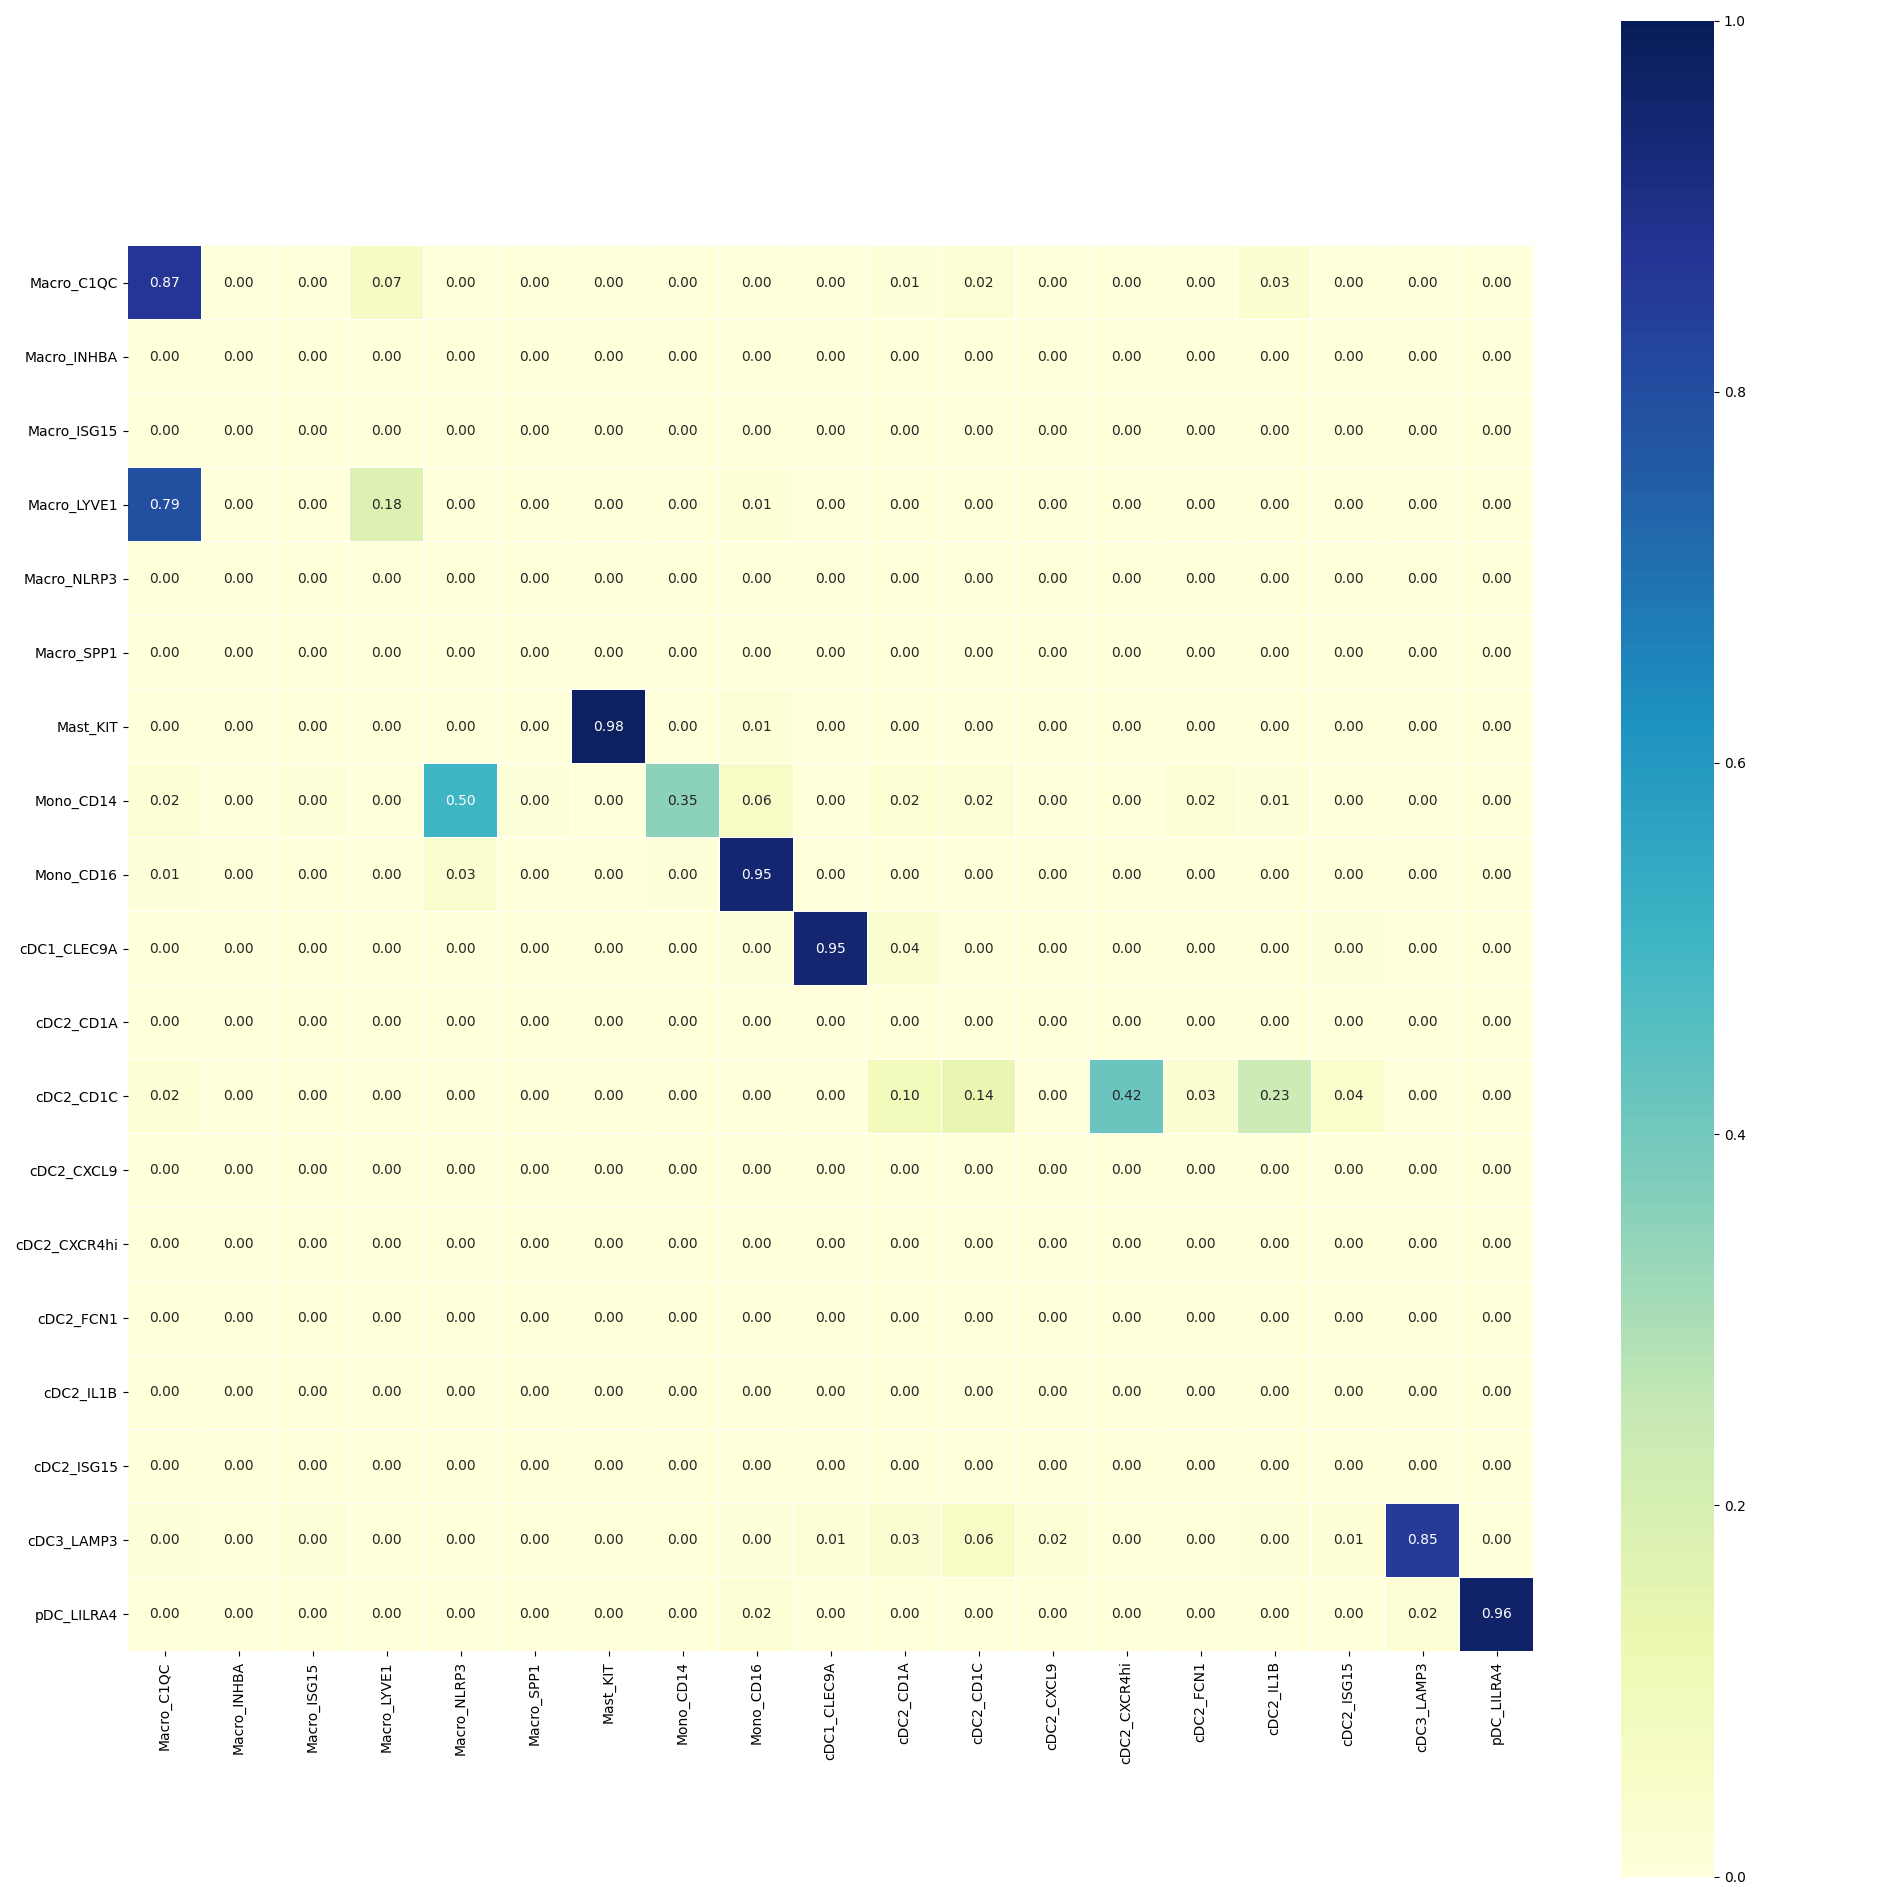 1.0
Macro_C1QC 0.87 0.00 0.00 0.07 0.00 0.00 0.00 0.00 0.00 0.00 0.01 0.02 0.00 0.00 0.00 0.03 0.00 0.00 0.00
Macro_INHBA 0.00 0.00 0.00 0.00 0.00 0.00 0.00 0.00 0.00 0.00 0.00 0.00 0.00 0.00 0.00 0.00 0.00 0.00 0.00
0.8
Macro_ISG15 0.00 0.00 0.00 0.00 0.00 0.00 0.00 0.00 0.00 0.00 0.00 0.00 0.00 0.00 0.00 0.00 0.00 0.00 0.00
Macro_LYVE1 0.79 0.00 0.00 0.18 0.00 0.00 0.00 0.00 0.01 0.00 0.00 0.00 0.00 0.00 0.00 0.00 0.00 0.00 0.00
Macro_NLRP3 0.00 0.00 0.00 0.00 0.00 0.00 0.00 0.00 0.00 0.00 0.00 0.00 0.00 0.00 0.00 0.00 0.00 0.00 0.00
Macro_SPP1 0.00 0.00 0.00 0.00 0.00 0.00 0.00 0.00 0.00 0.00 0.00 0.00 0.00 0.00 0.00 0.00 0.00 0.00 0.00
Mast_KIT 0.00 0.00 0.00 0.00 0.00 0.00 0.98 0.00 0.01 0.00 0.00 0.00 0.00 0.00 0.00 0.00 0.00 0.00 0.00
0.6
Mono_CD14 0.02 0.00 0.00 0.00 0.50 0.00 0.00 0.35 0.06 0.00 0.02 0.02 0.00 0.00 0.02 0.01 0.00 0.00 0.00
Mono_CD16 0.01 0.00 0.00 0.00 0.03 0.00 0.00 0.00 0.95 0.00 0.00 0.00 0.00 0.00 0.00 0.00 0.00 0.00 0.00
cDC1_CLEC9A 0.00 0.00 0.00 0.00 0.00 0.00 0.00 0.00 0.00 0.95 0.04 0.00 0.00 0.00 0.00 0.00 0.00 0.00 0.00
cDC2_CD1A 0.00 0.00 0.00 0.00 0.00 0.00 0.00 0.00 0.00 0.00 0.00 0.00 0.00 0.00 0.00 0.00 0.00 0.00 0.00
cDC2_CD1C 0.02 0.00 0.00 0.00 0.00 0.00 0.00 0.00 0.00 0.00 0.10 0.14 0.00 0.42 0.03 0.23 0.04 0.00 0.00
0.4
cDC2_CXCL9 0.00 0.00 0.00 0.00 0.00 0.00 0.00 0.00 0.00 0.00 0.00 0.00 0.00 0.00 0.00 0.00 0.00 0.00 0.00
cDC2_CXCR4hi 0.00 0.00 0.00 0.00 0.00 0.00 0.00 0.00 0.00 0.00 0.00 0.00 0.00 0.00 0.00 0.00 0.00 0.00 0.00
cDC2_FCN1 0.00 0.00 0.00 0.00 0.00 0.00 0.00 0.00 0.00 0.00 0.00 0.00 0.00 0.00 0.00 0.00 0.00 0.00 0.00
cDC2_IL1B 0.00 0.00 0.00 0.00 0.00 0.00 0.00 0.00 0.00 0.00 0.00 0.00 0.00 0.00 0.00 0.00 0.00 0.00 0.00
cDC2_ISG15 0.00 0.00 0.00 0.00 0.00 0.00 0.00 0.00 0.00 0.00 0.00 0.00 0.00 0.00 0.00 0.00 0.00 0.00 0.00
0.2
cDC3_LAMP3 0.00 0.00 0.00 0.00 0.00 0.00 0.00 0.00 0.00 0.01 0.03 0.06 0.02 0.00 0.00 0.00 0.01 0.85 0.00
pDC_LILRA4 0.00 0.00 0.00 0.00 0.00 0.00 0.00 0.00 0.02 0.00 0.00 0.00 0.00 0.00 0.00 0.00 0.00 0.02 0.96
Macro_C1QC
Macro_INHBA
Macro_ISG15
Macro_LYVE1
Macro_NLRP3
Macro_SPP1
Mast_KIT
Mono_CD14
Mono_CD16
cDC1_CLEC9A
cDC2_CD1A
cDC2_CD1C
cDC2_CXCL9
cDC2_CXCR4hi
cDC2_FCN1
cDC2_IL1B
cDC2_ISG15
cDC3_LAMP3
pDC_LILRA4
0.0